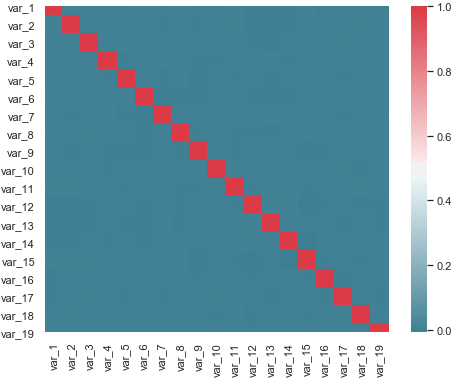 var_1
var_2
var_3
var_4
var_5
var_6
var_7
var_8
var_9
var_10
var_11
var_12
var_13
var_14
var_15
var_16
var_17
var_18
var_19
var_1
var_2
var_3
var_4
var_5
var_6
var_7
var_8
var_9
var_10
var_11
var_12
var_13
var_14
var_15
var_16
var_17
var_18
var_19
1.0
0.8
0.6
0.4
0.2
0.0